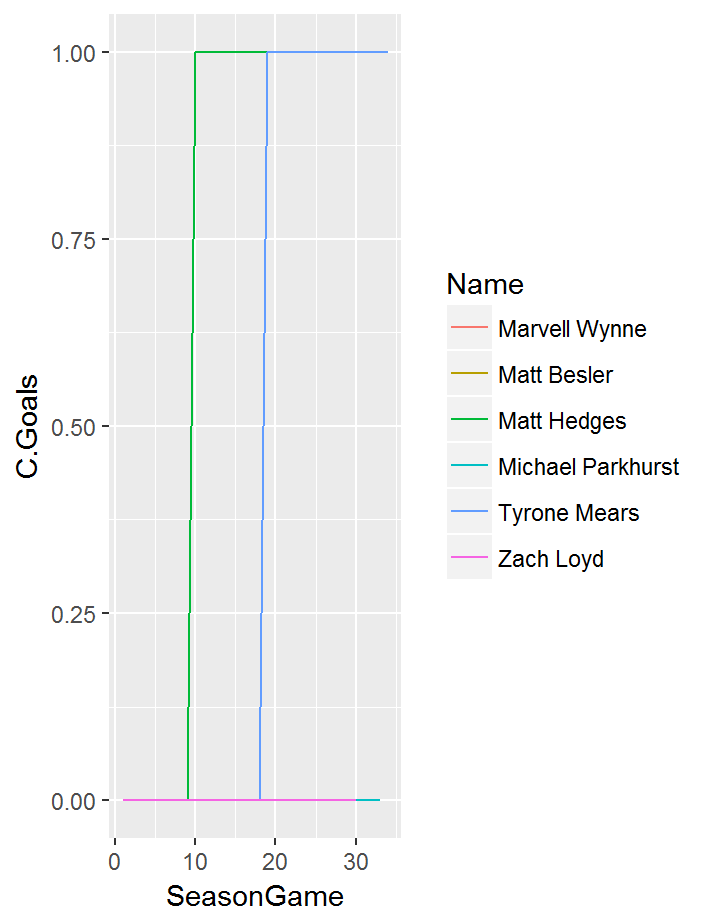 1.00
0.75
0.50
0.25
0.00
C.Goals
0 10 20 30
SeasonGame
Name
Marvell Wynne
Matt Besler
Matt Hedges
Michael Parkhurst
Tyrone Mears
Zach Loyd